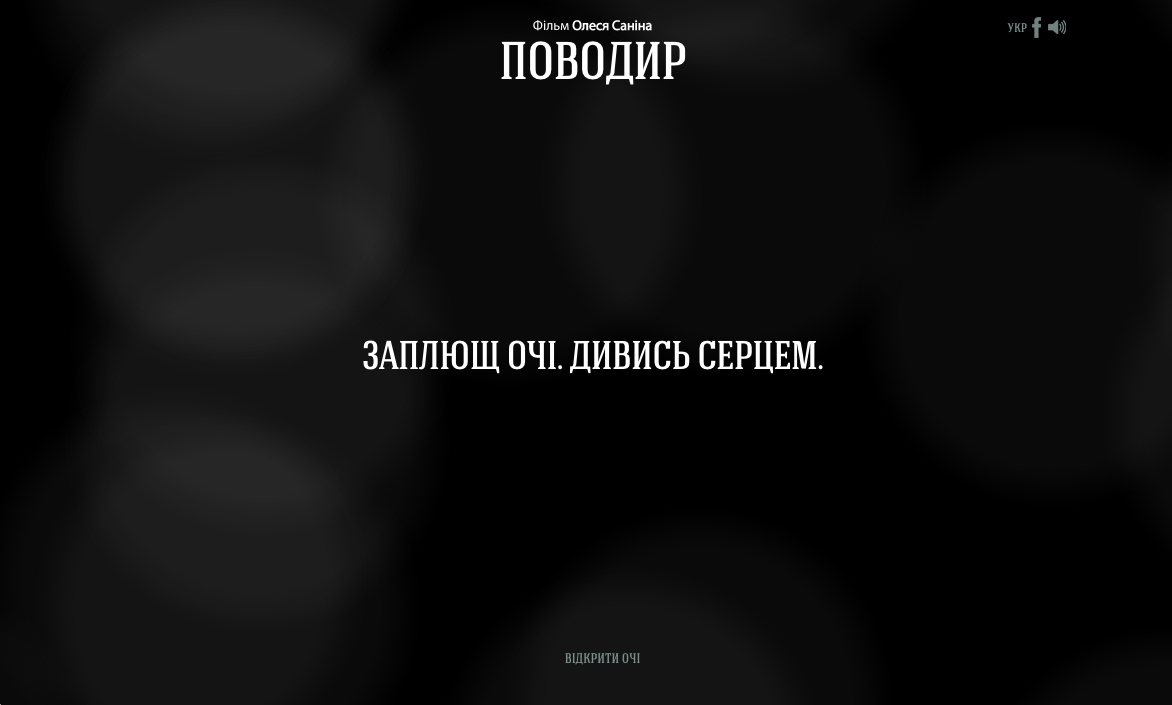 Фільм Олеся Саніна
УКР
ПОВОДИР
ЗАПЛЮЩ ОЧІ. ДИВИСЬ СЕРЦЕМ.
ВІДКРИТИ ОЧІ